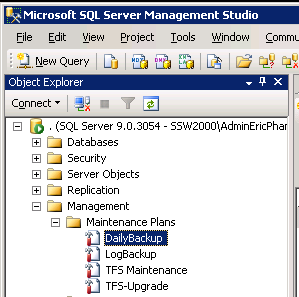 Microsoft SQL Server Management Studio
File Edit View Project Tools Window Commu
New Query
Object Explorer
Connect
. (SQL Server 9.0.3054 - SSW2000\AdminEricPhan
Databases
Security
Server Objects
Replication
Management
Maintenance Plans
DailyBackup
LogBackup
TFS Maintenance
TFS-Upgrade